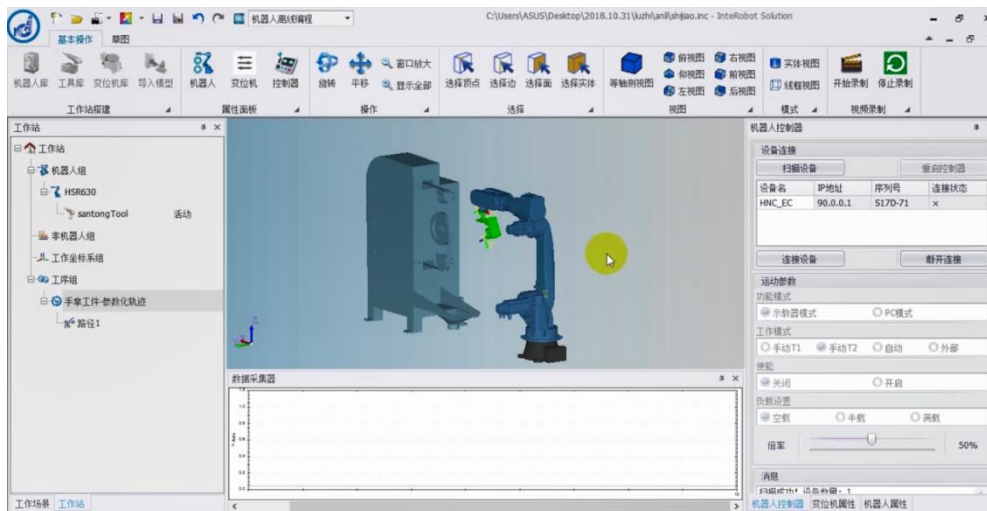 机器人离线编程
C:\Users\ASUS\Desktop\2018.10.31\luzhi\anli\shijiao.inc - InteRobot Solution
基本操作 草图
机器人库 工具库 变位机库 导入模型 机器人 变位机 控制器 旋转 平移 窗口放大 显示全部 选择顶点 选择边 选择面 选择实体 等轴侧视图 俯视图 仰视图 左视图 右视图 前视图 后视图 实体视图 线框视图 开始录制 停止录制
工作站搭建 属性面板 操作 选择 视图 模式 视频录制
工作站
工作站
机器人组
HSR630
santongTool 活动
非机器人组
工作坐标系组
工序组
手拿工件-参数化轨迹
路径1
工作场景 工作站
数据采集器
机器人控制器
设备连接
扫描设备 重启控制器
设备名 IP地址 序列号 连接状态
HNC_EC 90.0.0.1 S17D-71 ×
连接设备 断开连接
运动参数
功能模式
示教器模式 PC模式
工作模式
手动T1 手动T2 自动 外部
使能
关闭 开启
负载设置
空载 半载 满载
倍率 50%
消息
扫描成功! 设备数量: 1
机器人控制器 变位机属性 机器人属性